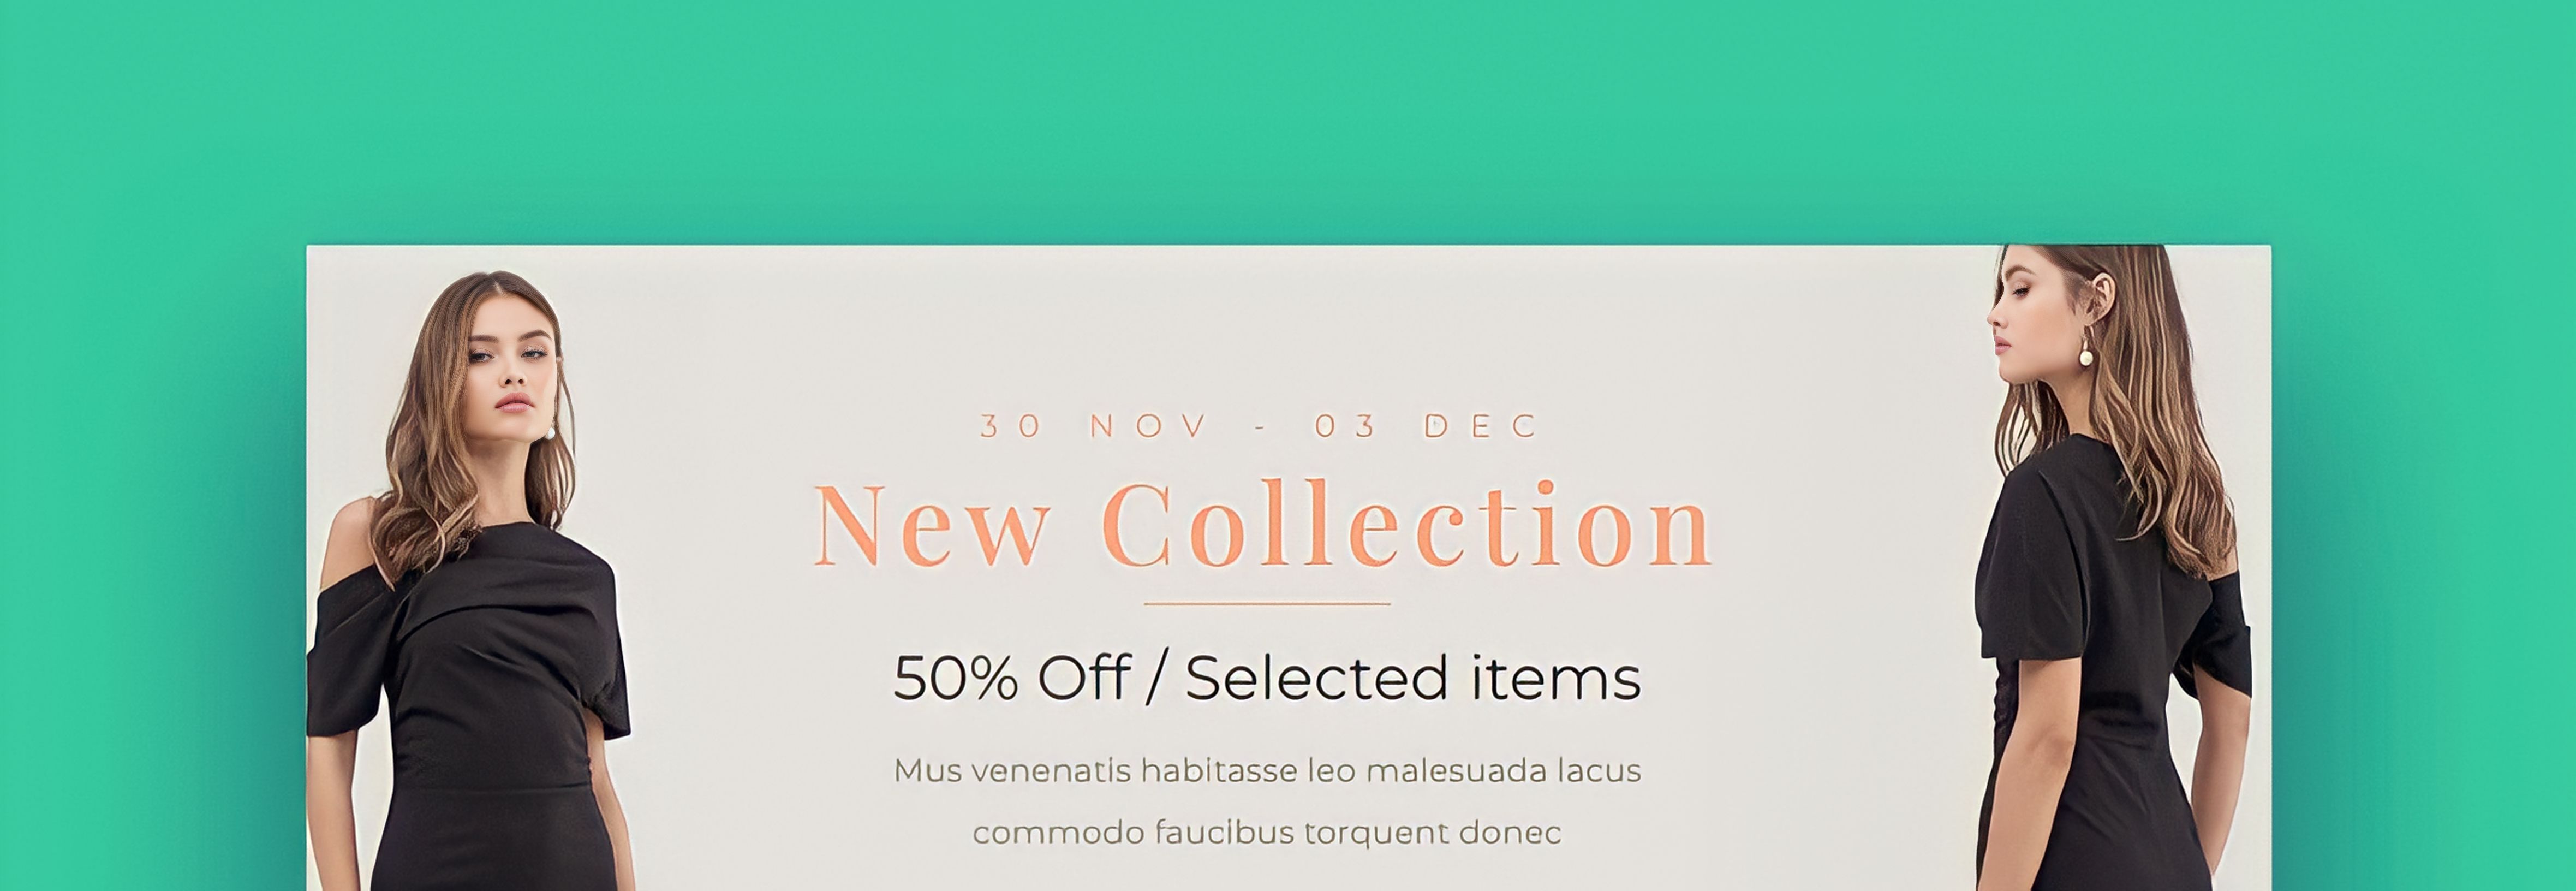 30 NOV - 03 DEC
New Collection
50% Off / Selected items
Mus venenatis habitasse leo malesuada lacus
commodo faucibus torquent donec